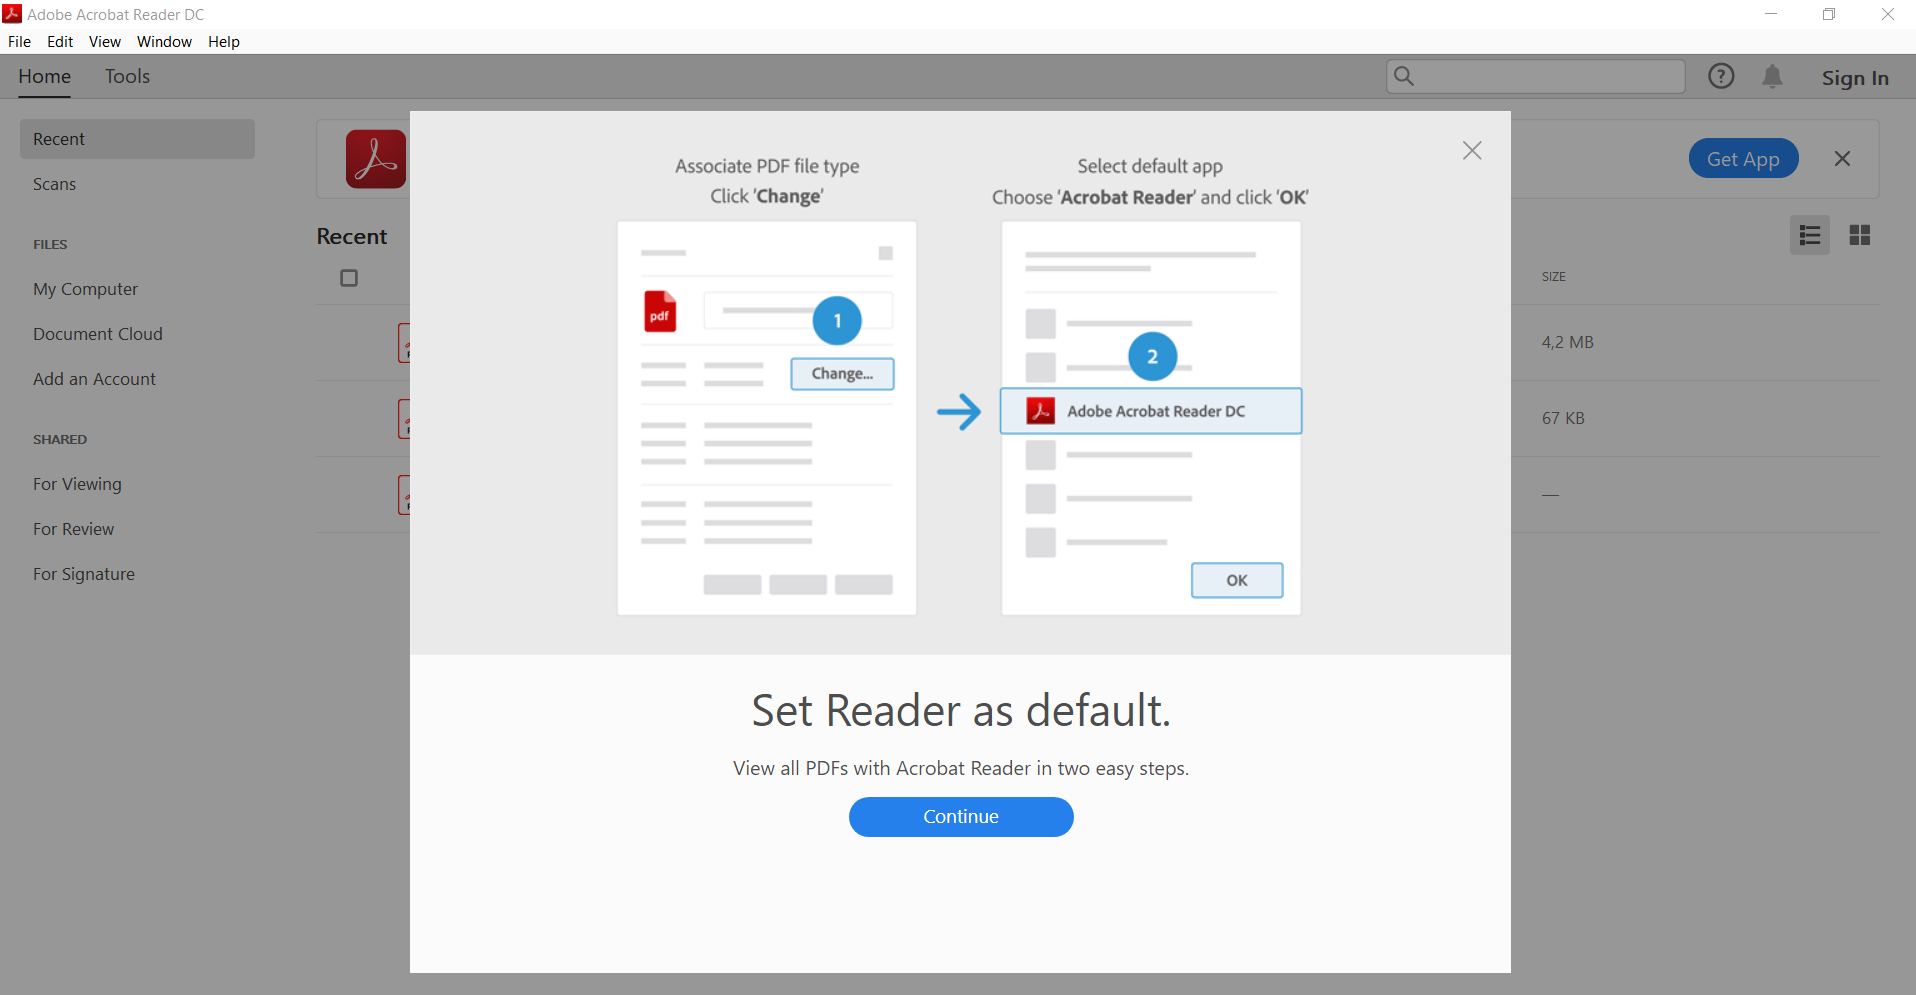 Adobe Acrobat Reader DC
File Edit View Window Help
Home Tools
? Sign In
Recent
Scans
FILES
My Computer
Document Cloud
Add an Account
SHARED
For Viewing
For Review
For Signature
Get App
Recent
SIZE
4,2 MB
67 KB
—
Associate PDF file type
Click 'Change'
pdf
1
Change...
Select default app
Choose 'Acrobat Reader' and click 'OK'
2
Adobe Acrobat Reader DC
OK
Set Reader as default.
View all PDFs with Acrobat Reader in two easy steps.
Continue